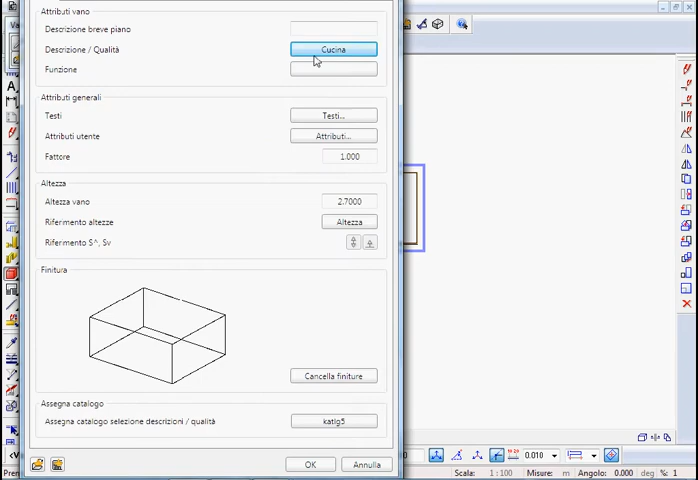 Attributi vano
Descrizione breve piano
Descrizione / Qualità
Cucina
Funzione
Attributi generali
Testi
Testi...
Attributi utente
Attributi...
Fattore
1.000
Altezza
Altezza vano
2.7000
Riferimento altezze
Altezza
Riferimento S^, Sv
Finitura
Cancella finiture
Assegna catalogo
Assegna catalogo selezione descrizioni / qualità
katig5
OK
Annulla
0.010
Scala:
1 : 100
Misure:
m
Angolo:
0.000
deg
%: 1